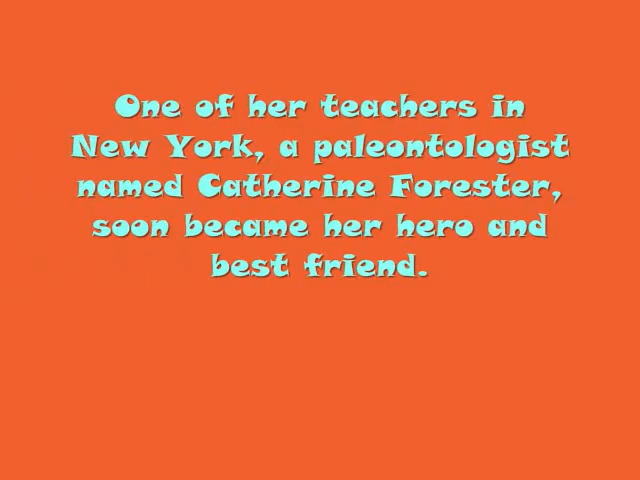 One of her teachers in
New York, a paleontologist
named Catherine Forester,
soon became her hero and
best friend.